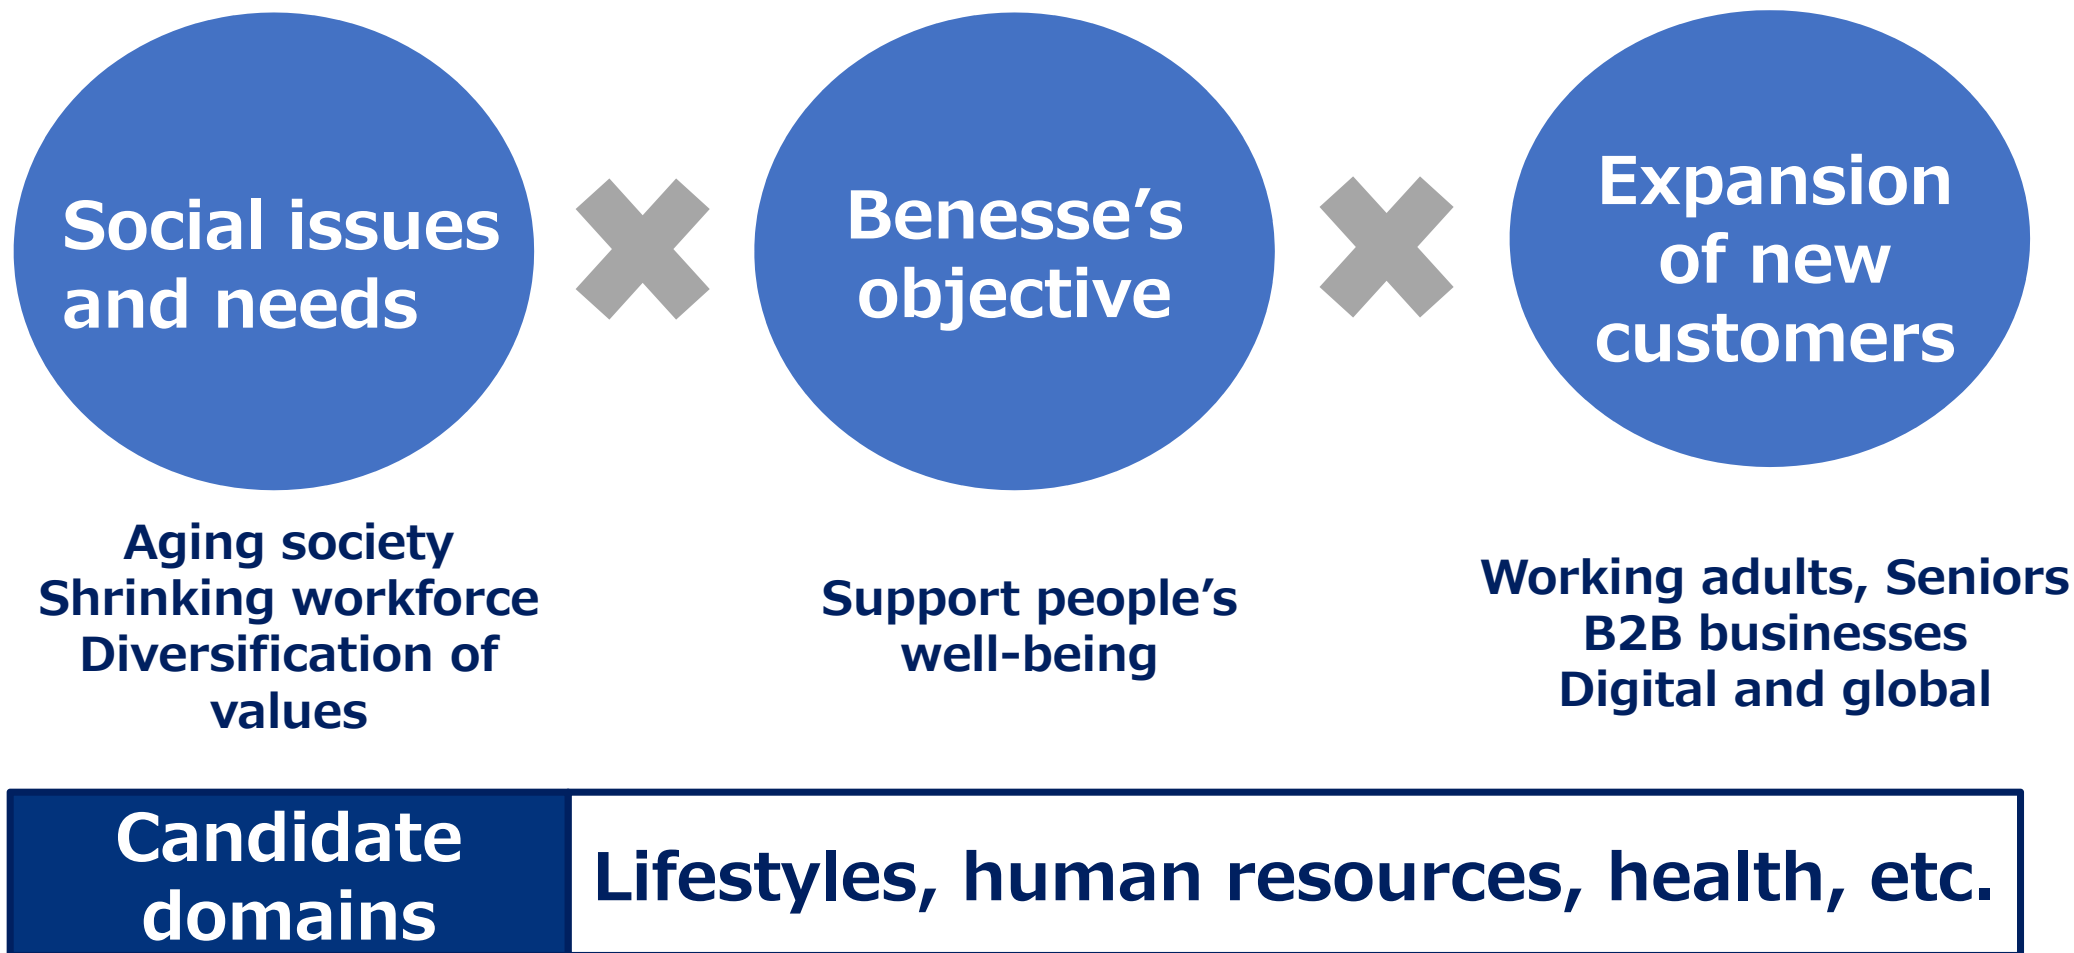 Social issues
and needs
Benesse’s
objective
Expansion
of new
customers
Aging society
Shrinking workforce
Diversification of
values
Support people’s
well-being
Working adults, Seniors
B2B businesses
Digital and global
Candidate
domains
Lifestyles, human resources, health, etc.